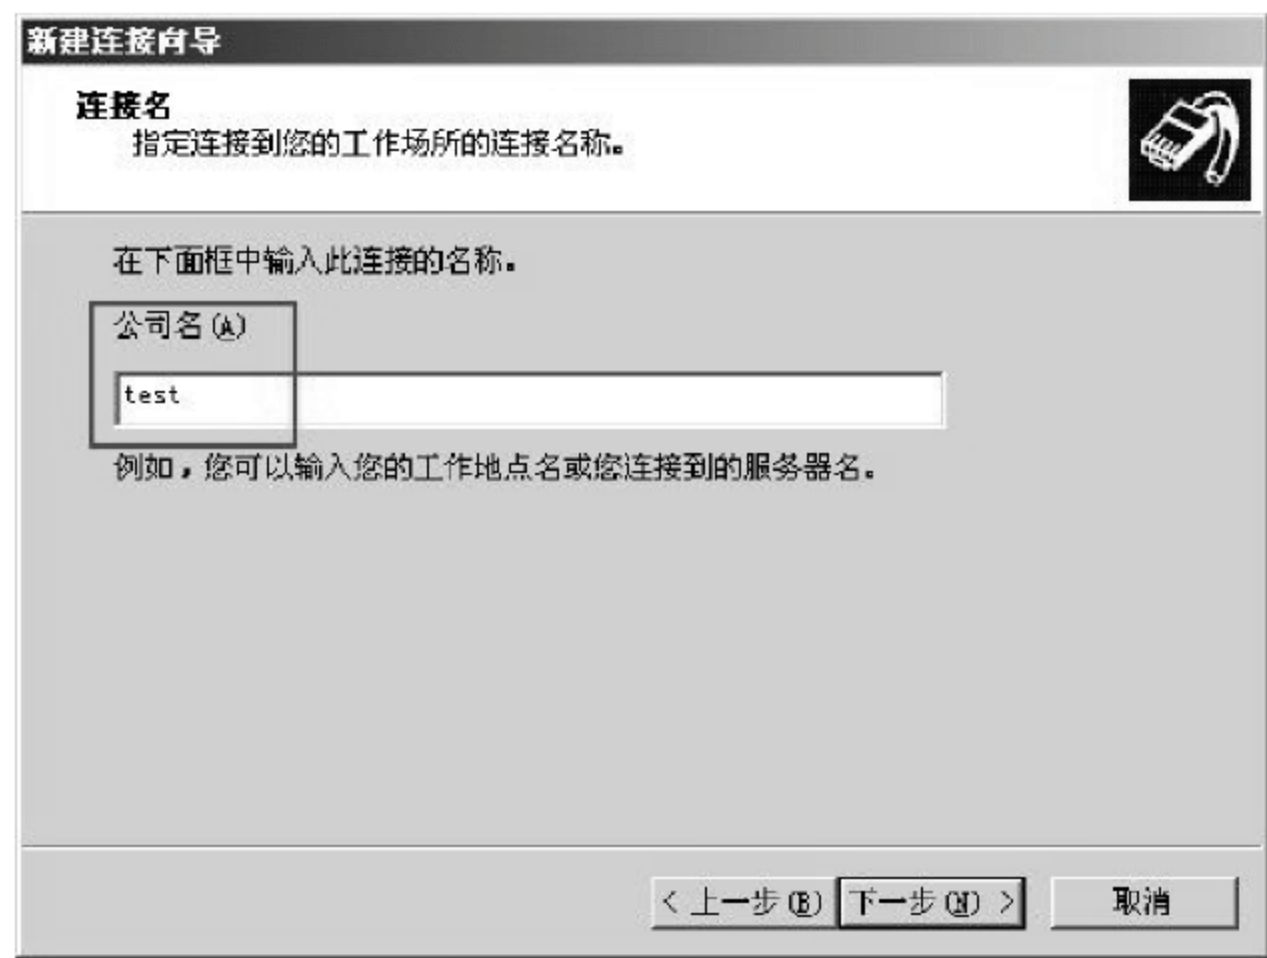 新建连接向导
连接名
指定连接到您的工作场所的连接名称。
在下面框中输入此连接的名称。
公司名(A)
test
例如，您可以输入您的工作地点名或您连接到的服务器名。
< 上一步(B) 下一步(N) > 取消